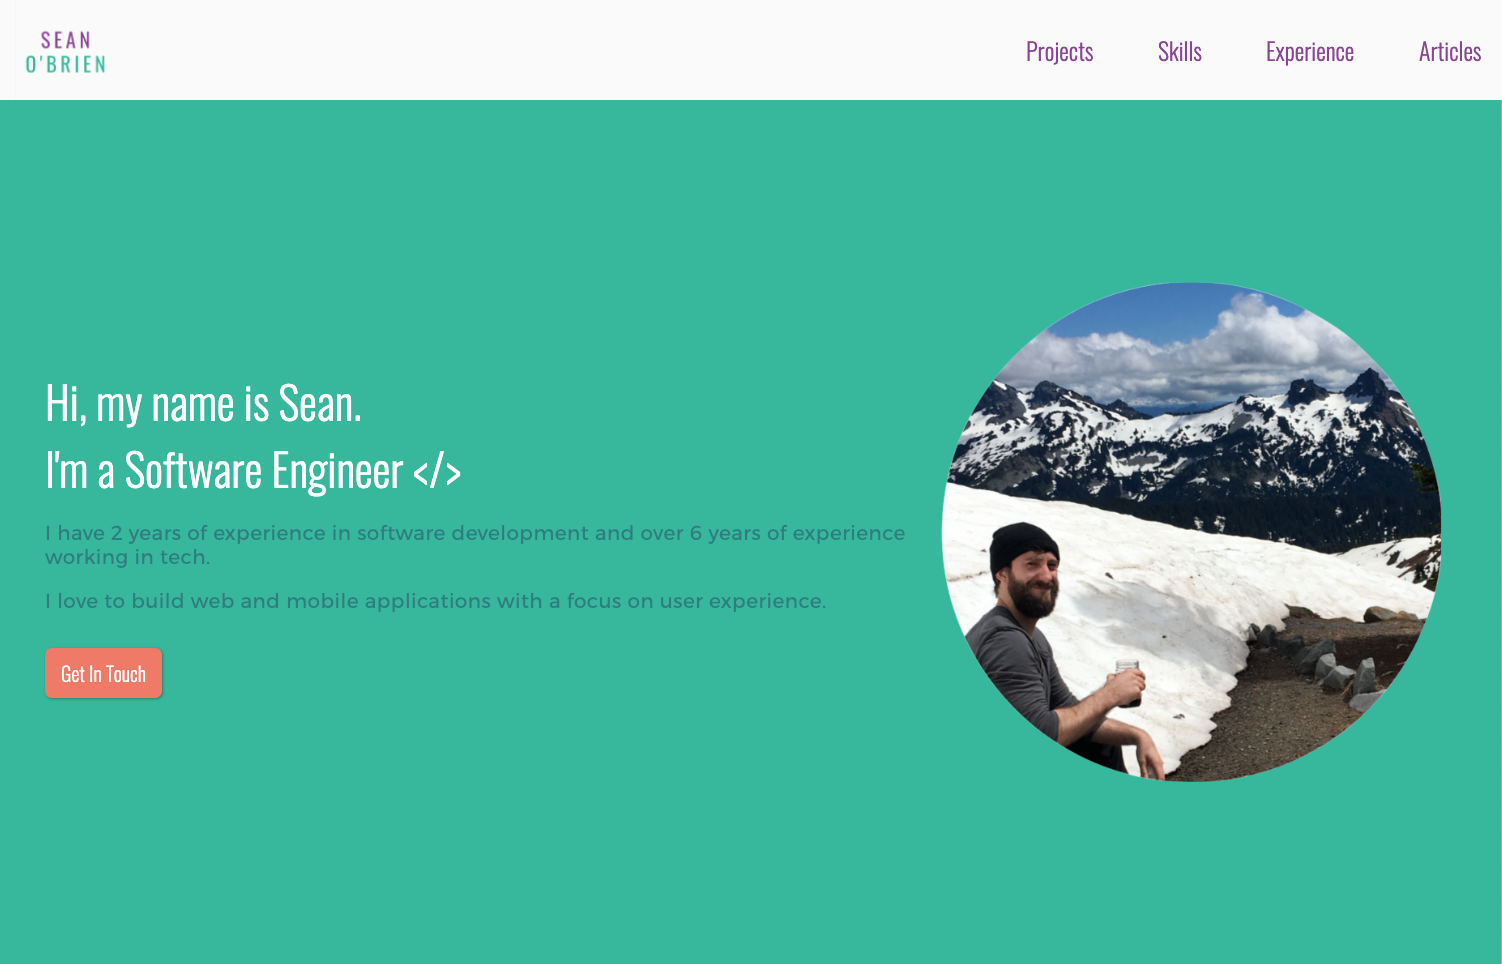 SEAN
O'BRIEN
Projects
Skills
Experience
Articles
Hi, my name is Sean.
I'm a Software Engineer </>
I have 2 years of experience in software development and over 6 years of experience
working in tech.
I love to build web and mobile applications with a focus on user experience.
Get In Touch